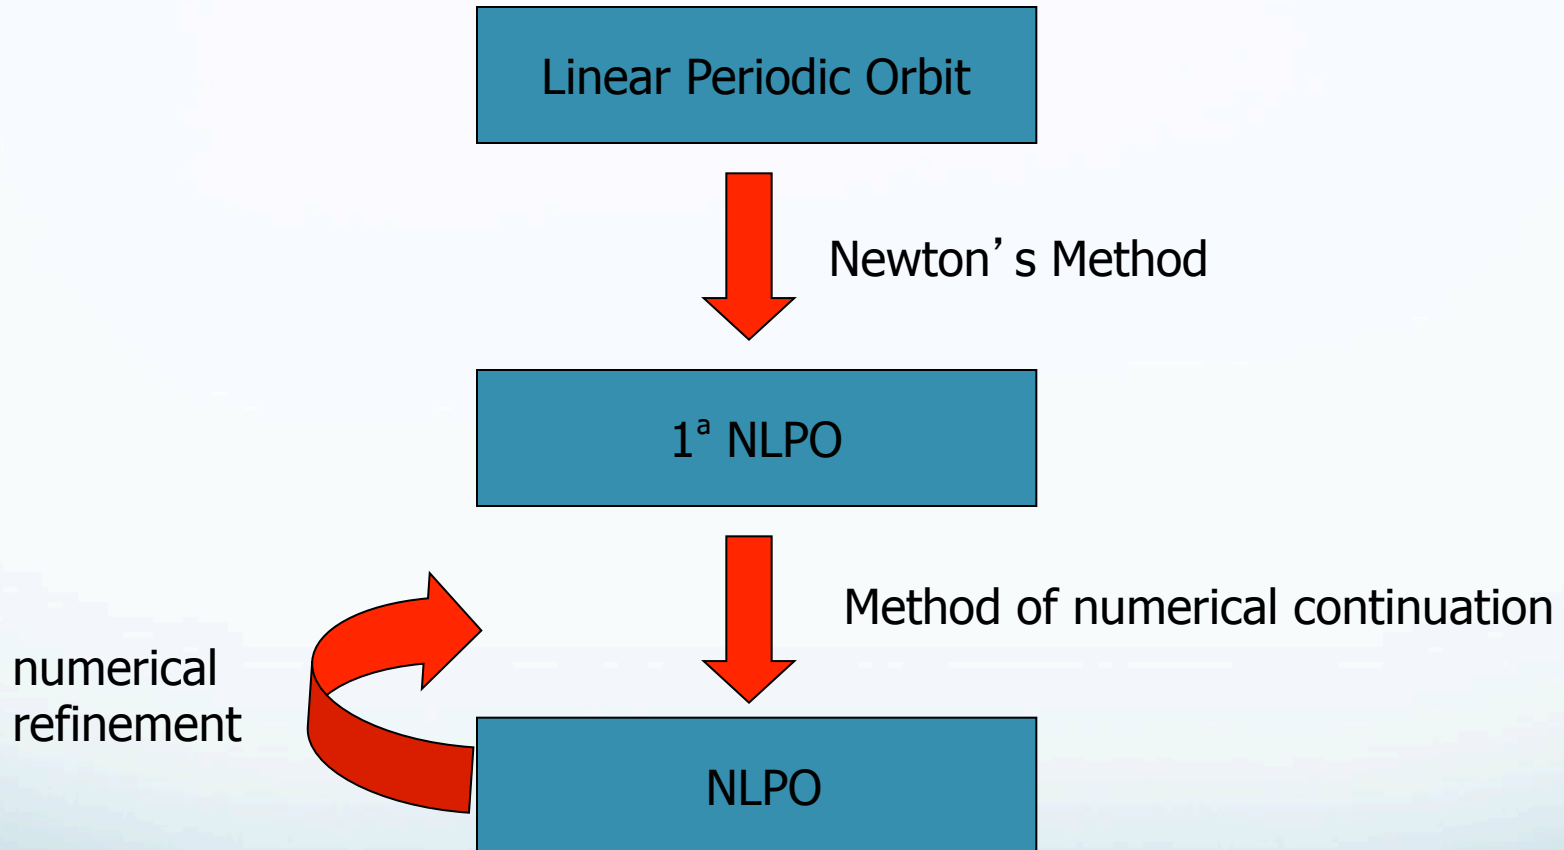 Linear Periodic Orbit
Newton’s Method
1ª NLPO
Method of numerical continuation
numerical
refinement
NLPO